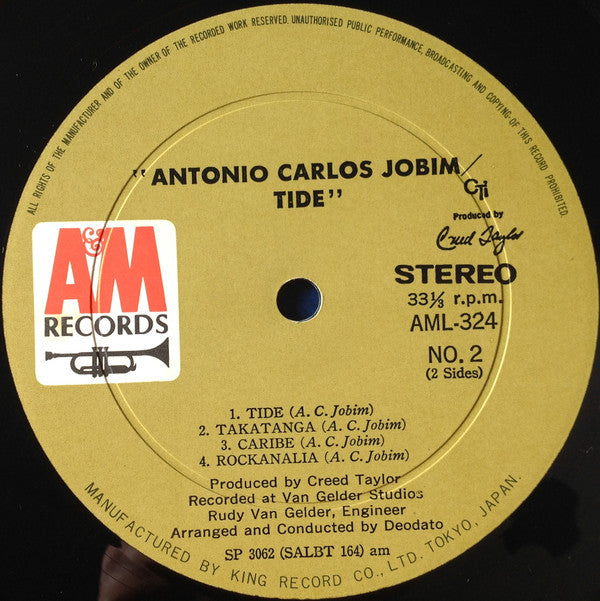 ALL RIGHTS OF THE MANUFACTURER AND OF THE OWNER OF THE RECORDED WORK RESERVED. UNAUTHORISED PUBLIC PERFORMANCE, BROADCASTING AND COPYING OF THIS RECORD PROHIBITED.
"ANTONIO CARLOS JOBIM/
TIDE"
CTi
Produced by
Creed Taylor
A&M
RECORDS
STEREO
33⅓ r.p.m.
AML-324
NO. 2
(2 Sides)
1. TIDE (A. C. Jobim)
2. TAKATANGA (A. C. Jobim)
3. CARIBE (A. C. Jobim)
4. ROCKANALIA (A. C. Jobim)
Produced by Creed Taylor
Recorded at Van Gelder Studios
Rudy Van Gelder, Engineer
Arranged and Conducted by Deodato
SP 3062 (SALBT 164) am
MANUFACTURED BY KING RECORD CO., LTD. TOKYO, JAPAN.